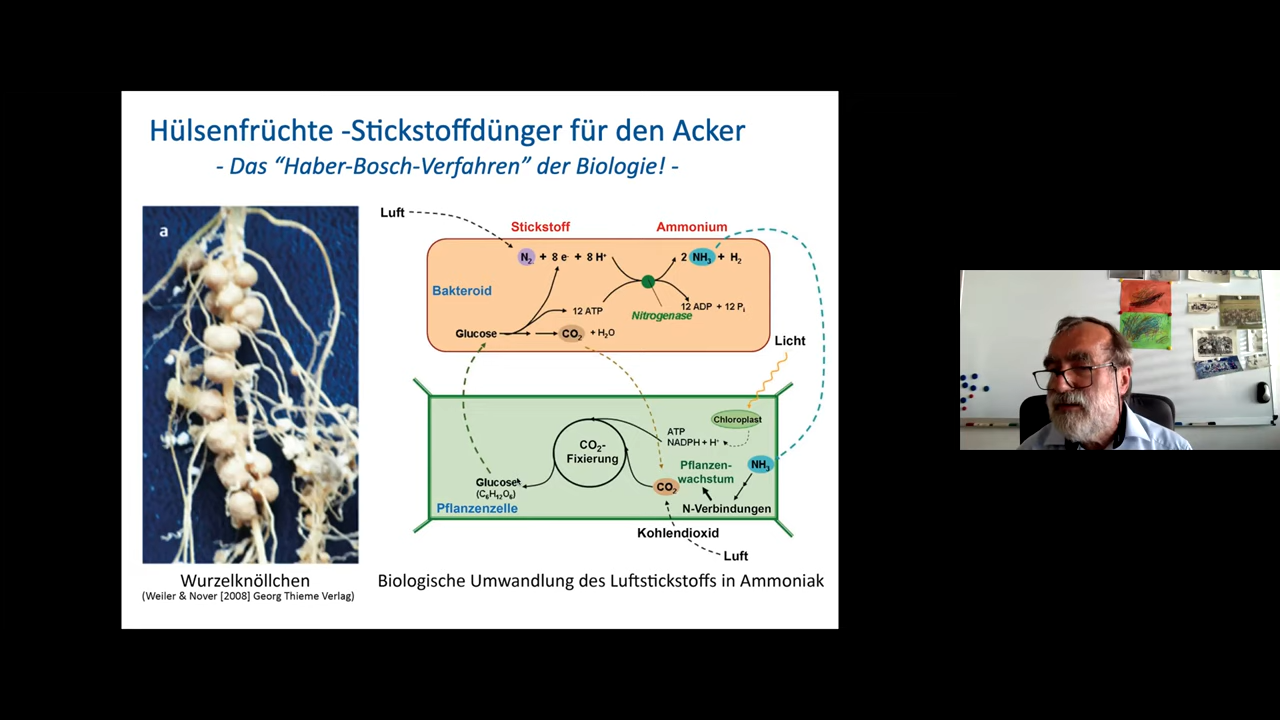 Hülsenfrüchte -Stickstoffdünger für den Acker
- Das “Haber-Bosch-Verfahren” der Biologie! -
a
Wurzelknöllchen
(Weiler & Nover [2008] Georg Thieme Verlag)
Luft
Stickstoff
Ammonium
N₂ + 8 e⁻ + 8 H⁺
2 NH₃ + H₂
Bakteroid
12 ATP
12 ADP + 12 Pᵢ
Nitrogenase
Glucose
CO₂ + H₂O
Licht
Chloroplast
ATP
NADPH + H⁺
CO₂-
Fixierung
Pflanzen-
wachstum
NH₃
Glucose
(C₆H₁₂O₆)
CO₂
N-Verbindungen
Pflanzenzelle
Kohlendioxid
Luft
Biologische Umwandlung des Luftstickstoffs in Ammoniak